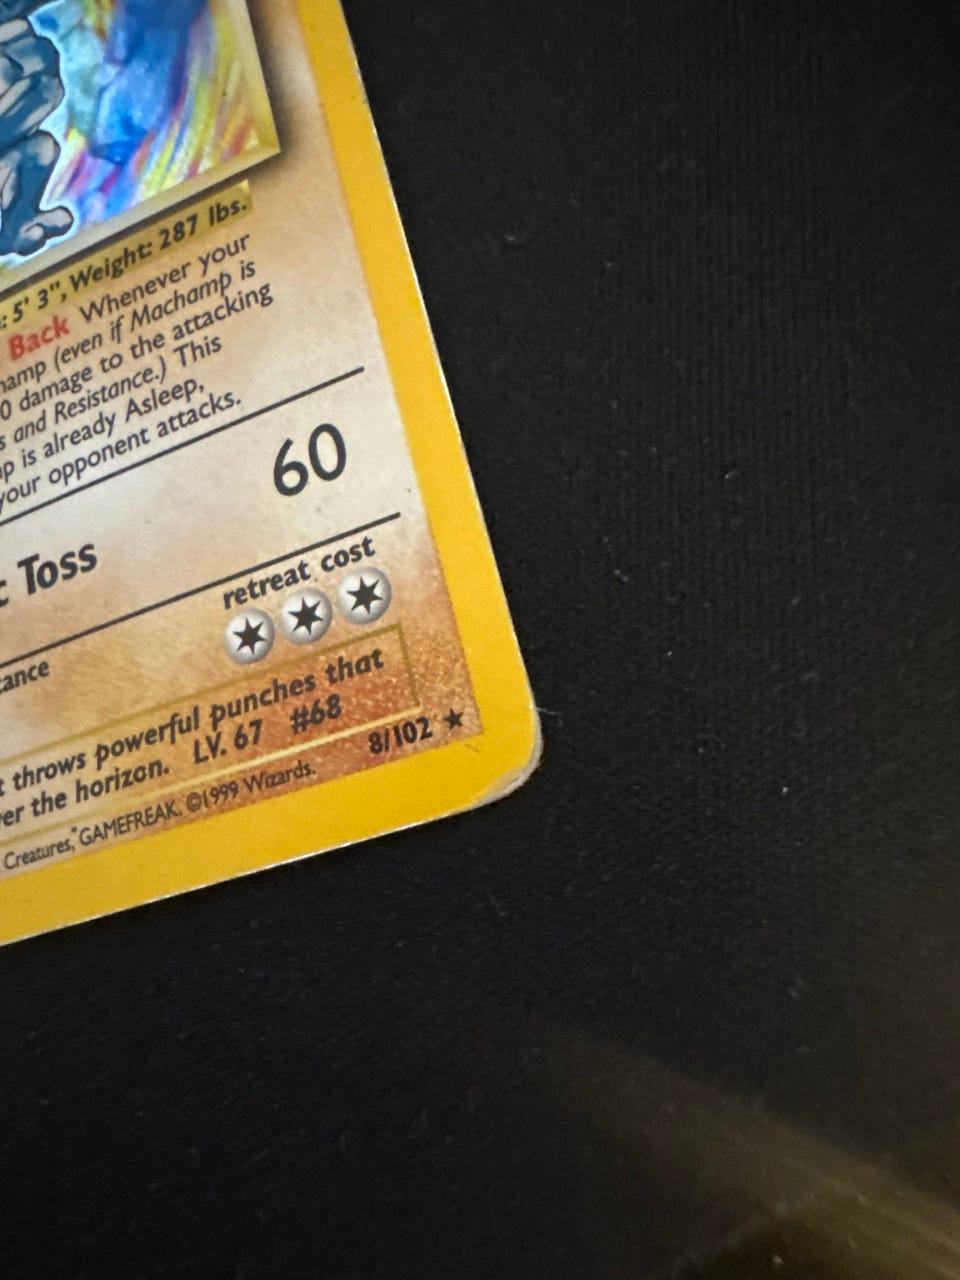 : 5' 3", Weight: 287 lbs.
Back Whenever your
hamp (even if Machamp is
0 damage to the attacking
s and Resistance.) This
p is already Asleep,
your opponent attacks.
60
c Toss
retreat cost
tance
t throws powerful punches that
er the horizon. LV. 67 #68
8/102 ★
Creatures, GAMEFREAK. ©1999 Wizards.